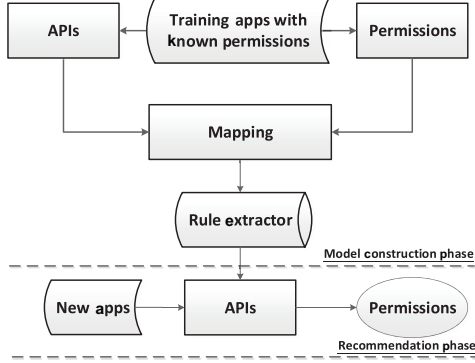 APIs
Training apps with
known permissions
Permissions
Mapping
Rule extractor
Model construction phase
New apps
APIs
Permissions
Recommendation phase